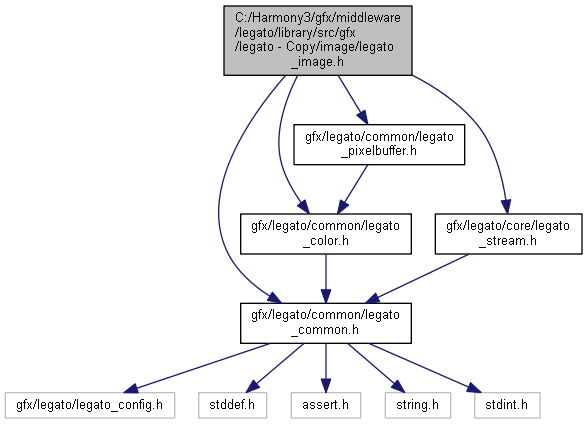 C:/Harmony3/gfx/middleware
/legato/library/src/gfx
/legato - Copy/image/legato
_image.h
gfx/legato/common/legato
_pixelbuffer.h
gfx/legato/common/legato
_color.h
gfx/legato/core/legato
_stream.h
gfx/legato/common/legato
_common.h
gfx/legato/legato_config.h
stddef.h
assert.h
string.h
stdint.h